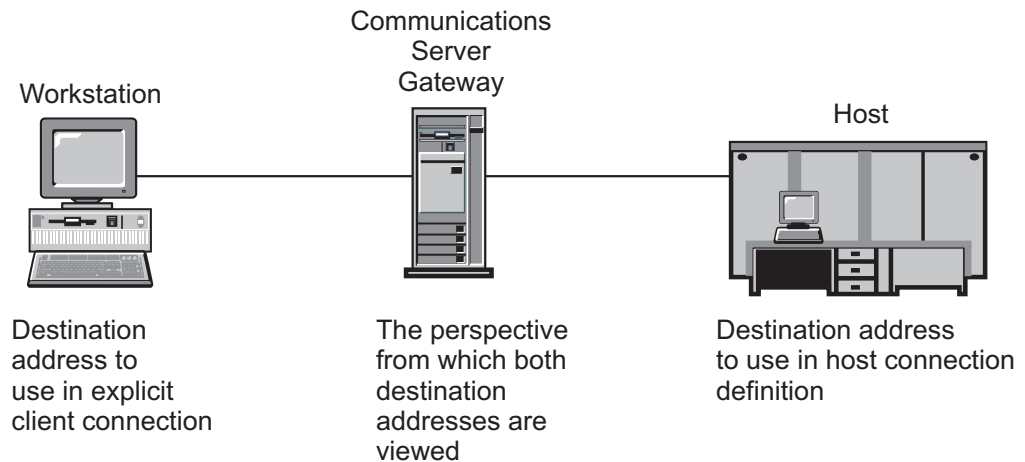 Communications
Server
Gateway
Workstation
Host
Destination
address to
use in explicit
client connection
The perspective
from which both
destination
addresses are
viewed
Destination address
to use in host connection
definition